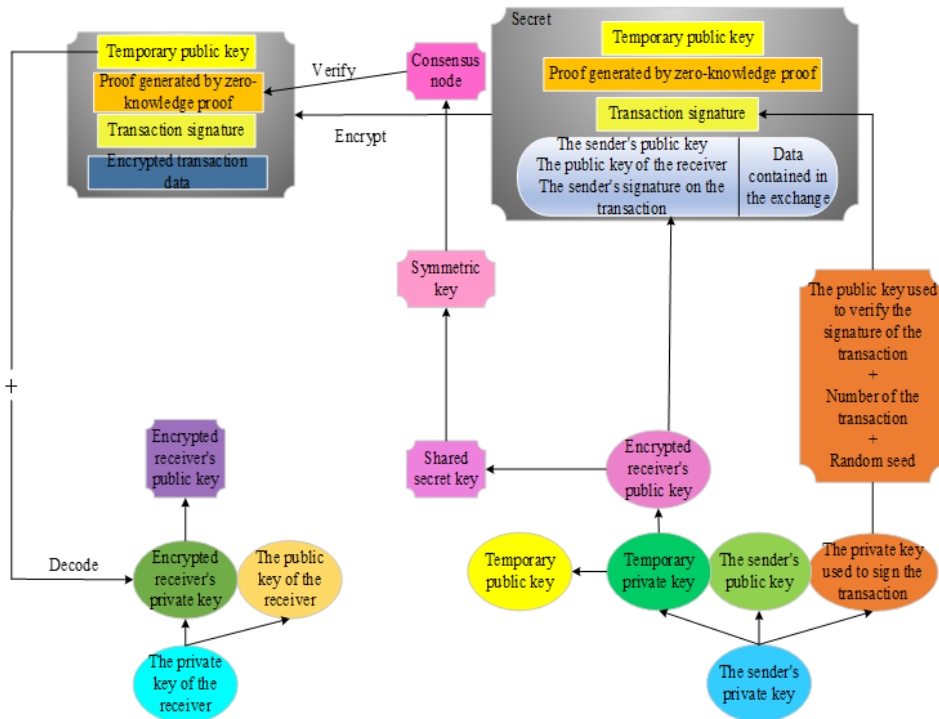 Secret
Temporary public key
Proof generated by zero-
knowledge proof
Transaction signature
Encrypted transaction
data
Verify
Consensus
node
Encrypt
Temporary public key
Proof generated by zero-knowledge proof
Transaction signature
The sender's public key
The public key of the receiver
The sender's signature on the
transaction
Data
contained in
the exchange
Symmetric
key
The public key used
to verify the
signature of the
transaction
+
Number of the
transaction
+
Random seed
+
Encrypted
receiver's
public key
Shared
secret key
Encrypted
receiver's
public key
Decode
Encrypted
receiver's
private key
The public
key of the
receiver
Temporary
public key
Temporary
private key
The sender's
public key
The private key
used to sign the
transaction
The private
key of the
receiver
The sender's
private key